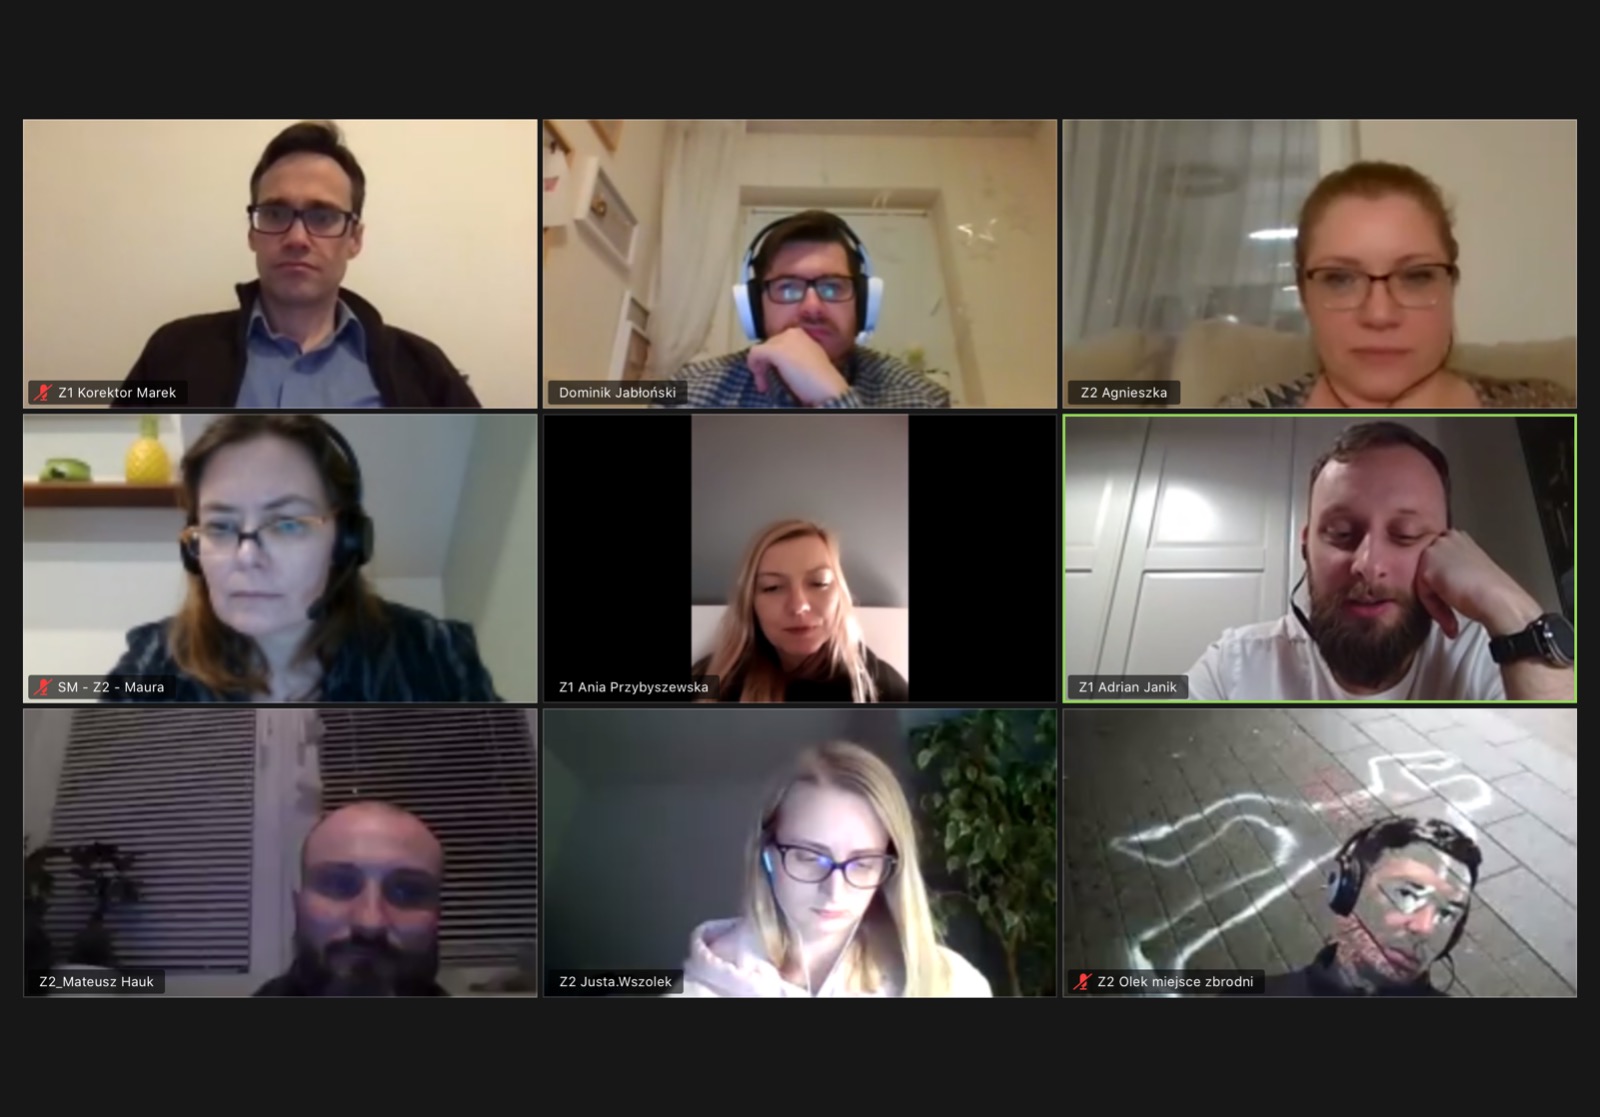 Z1 Korektor Marek
Dominik Jabłoński
Z2 Agnieszka
SM - Z2 - Maura
Z1 Ania Przybyszewska
Z1 Adrian Janik
Z2_Mateusz Hauk
Z2 Justa.Wszolek
Z2 Olek miejsce zbrodni